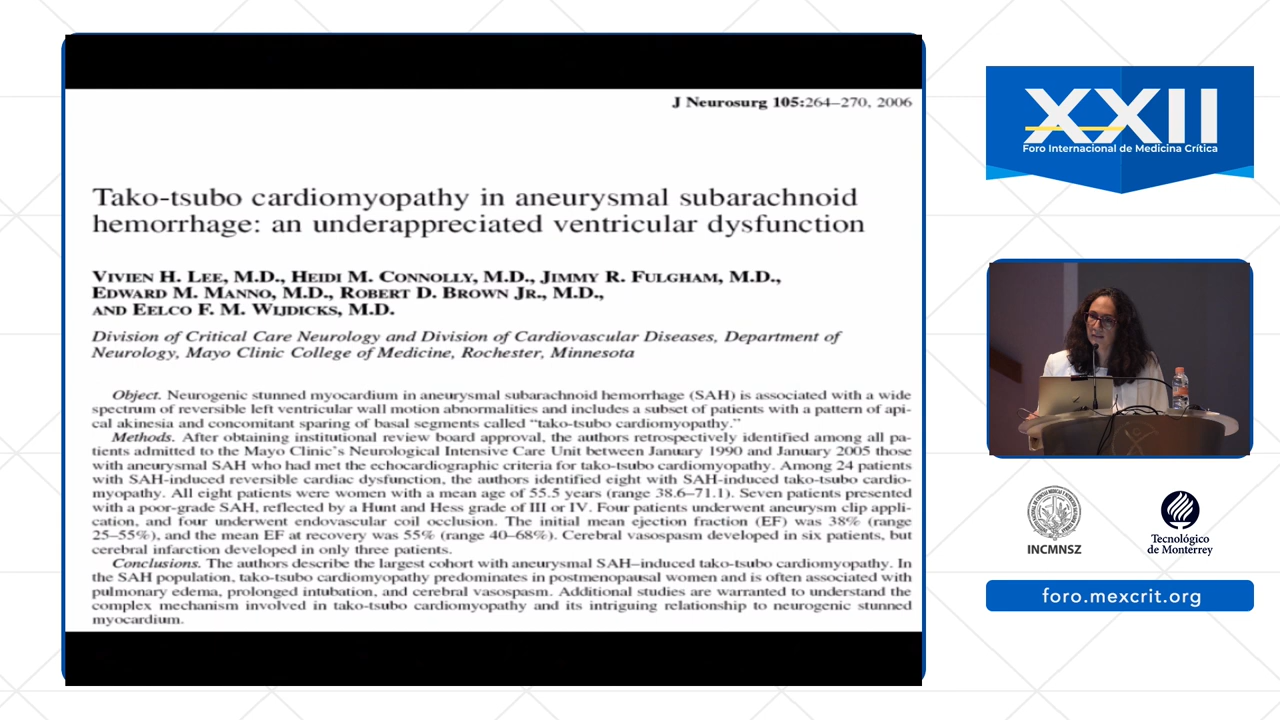 J Neurosurg 105:264–270, 2006
Tako-tsubo cardiomyopathy in aneurysmal subarachnoid
hemorrhage: an underappreciated ventricular dysfunction
VIVIEN H. LEE, M.D., HEIDI M. CONNOLLY, M.D., JIMMY R. FULGHAM, M.D.,
EDWARD M. MANNO, M.D., ROBERT D. BROWN JR., M.D.,
AND EELCO F. M. WIJDICKS, M.D.
Division of Critical Care Neurology and Division of Cardiovascular Diseases, Department of
Neurology, Mayo Clinic College of Medicine, Rochester, Minnesota
Object. Neurogenic stunned myocardium in aneurysmal subarachnoid hemorrhage (SAH) is associated with a wide
spectrum of reversible left ventricular wall motion abnormalities and includes a subset of patients with a pattern of api-
cal akinesia and concomitant sparing of basal segments called “tako-tsubo cardiomyopathy.”
Methods. After obtaining institutional review board approval, the authors retrospectively identified among all pa-
tients admitted to the Mayo Clinic’s Neurological Intensive Care Unit between January 1990 and January 2005 those
with aneurysmal SAH who had met the echocardiographic criteria for tako-tsubo cardiomyopathy. Among 24 patients
with SAH-induced reversible cardiac dysfunction, the authors identified eight with SAH-induced tako-tsubo cardio-
myopathy. All eight patients were women with a mean age of 55.5 years (range 38.6–71.1). Seven patients presented
with a poor-grade SAH, reflected by a Hunt and Hess grade of III or IV. Four patients underwent aneurysm clip appli-
cation, and four underwent endovascular coil occlusion. The initial mean ejection fraction (EF) was 38% (range
25–55%), and the mean EF at recovery was 55% (range 40–68%). Cerebral vasospasm developed in six patients, but
cerebral infarction developed in only three patients.
Conclusions. The authors describe the largest cohort with aneurysmal SAH–induced tako-tsubo cardiomyopathy. In
the SAH population, tako-tsubo cardiomyopathy predominates in postmenopausal women and is often associated with
pulmonary edema, prolonged intubation, and cerebral vasospasm. Additional studies are warranted to understand the
complex mechanism involved in tako-tsubo cardiomyopathy and its intriguing relationship to neurogenic stunned
myocardium.
XXII
Foro Internacional de Medicina Crítica
INCMNSZ
Tecnológico
de Monterrey
foro.mexcrit.org